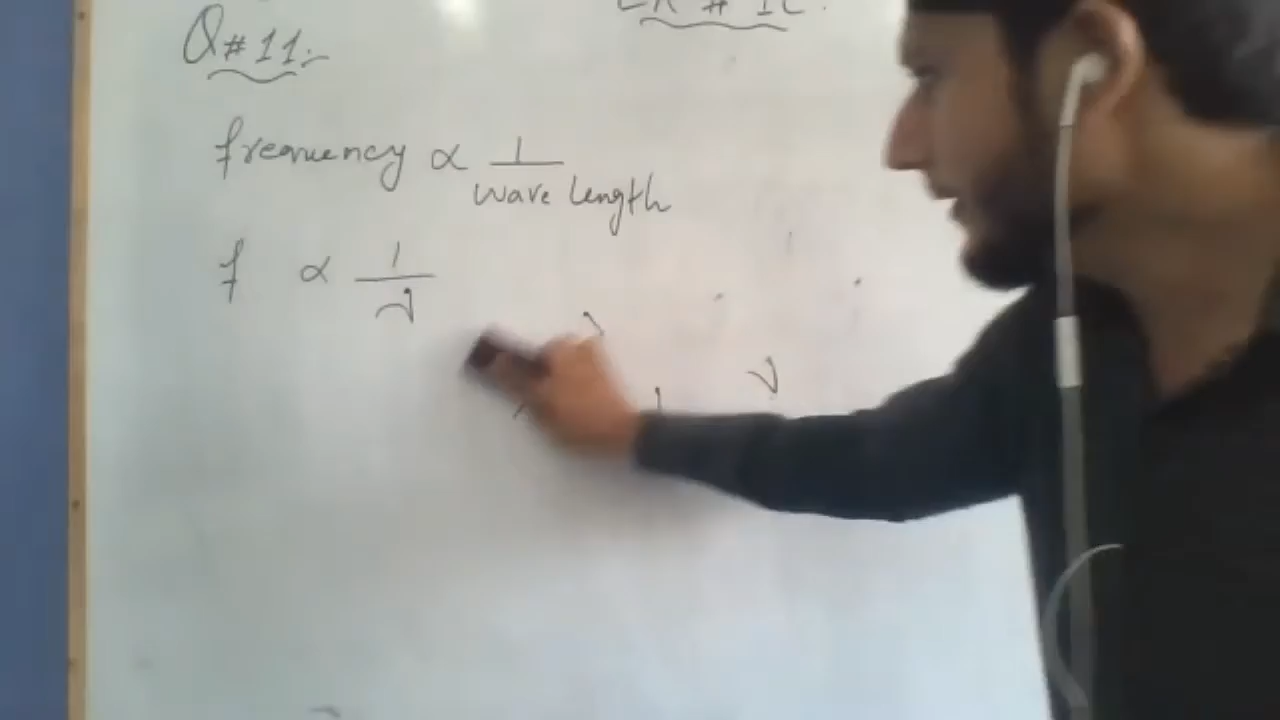 Q#11:-
frequency ∝ 1/wave length
f ∝ 1/λ